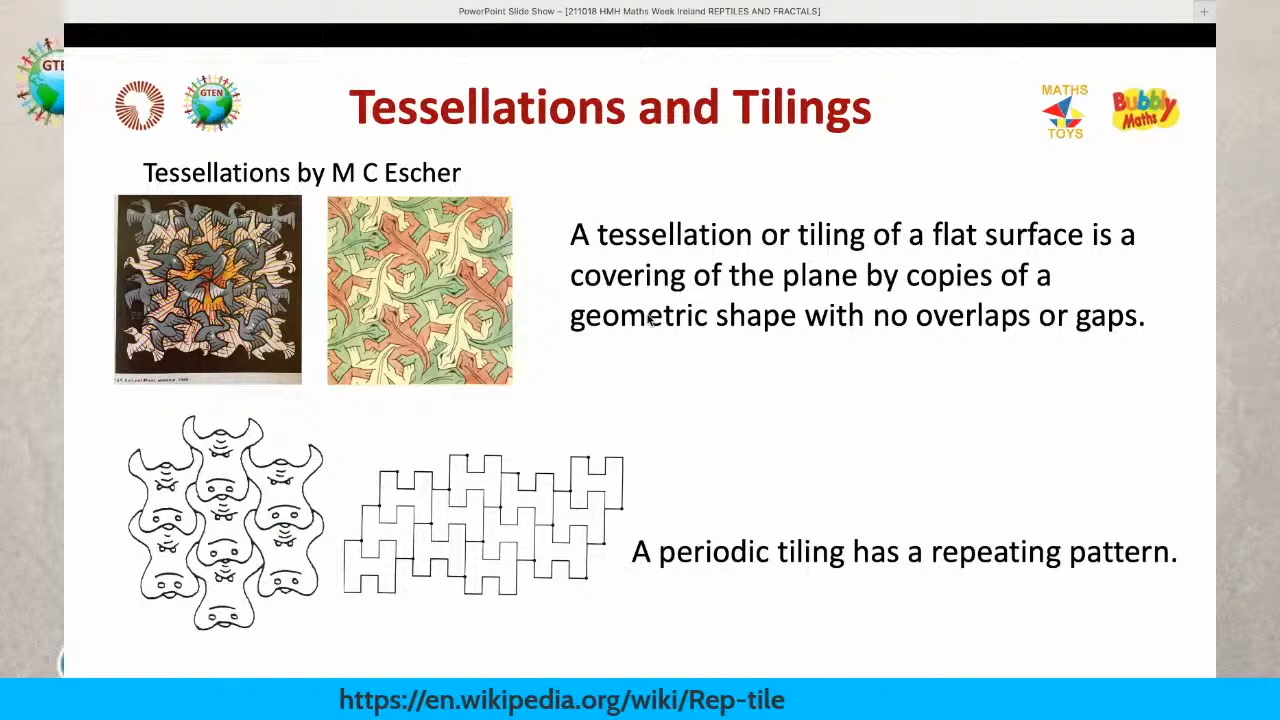 PowerPoint Slide Show – [211018 HMH Maths Week Ireland REPTILES AND FRACTALS]
GTEN
Tessellations and Tilings
MATHS
TOYS
Bubbly
Maths
Tessellations by M C Escher
A tessellation or tiling of a flat surface is a
covering of the plane by copies of a
geometric shape with no overlaps or gaps.
A periodic tiling has a repeating pattern.
https://en.wikipedia.org/wiki/Rep-tile